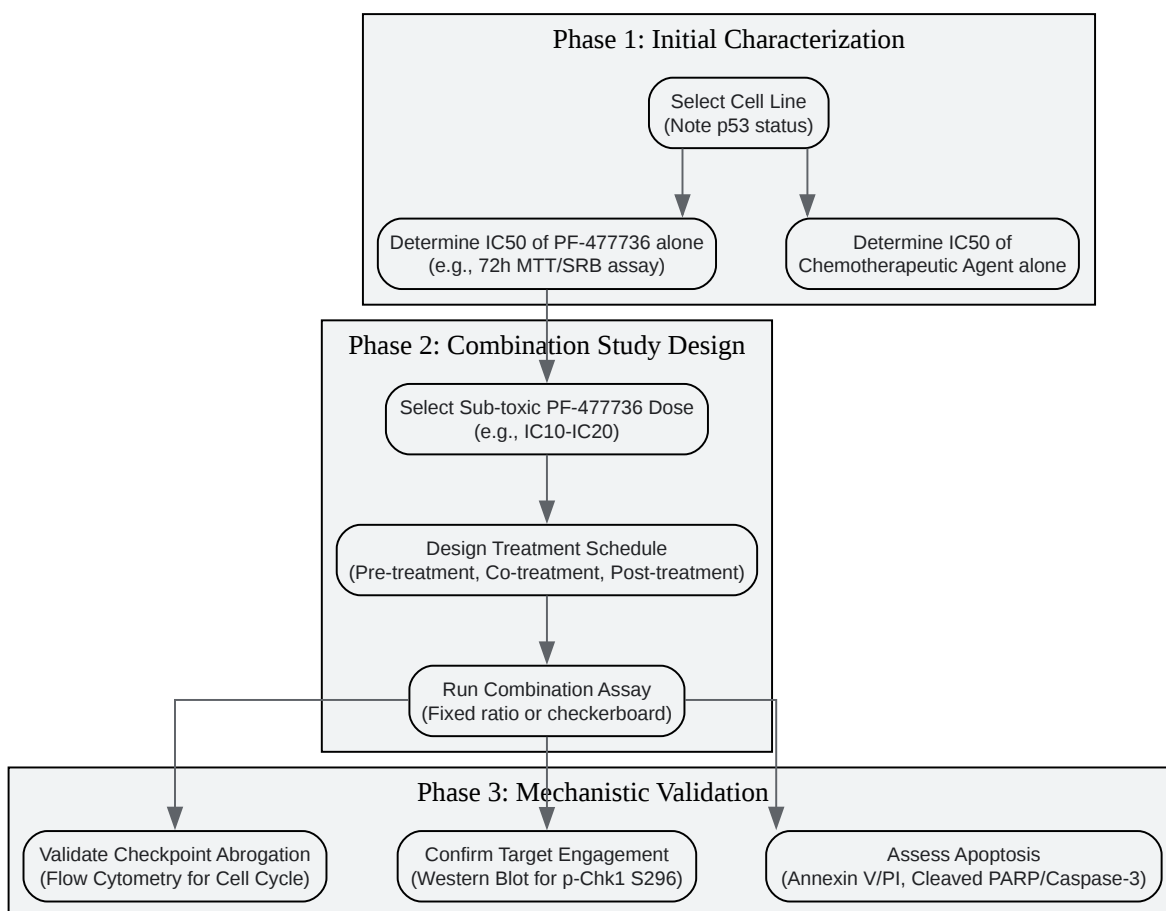 Phase 1: Initial Characterization
Select Cell Line
(Note p53 status)
Determine IC50 of PF-477736 alone
(e.g., 72h MTT/SRB assay)
Determine IC50 of
Chemotherapeutic Agent alone
Phase 2: Combination Study Design
Select Sub-toxic PF-477736 Dose
(e.g., IC10-IC20)
Design Treatment Schedule
(Pre-treatment, Co-treatment, Post-treatment)
Run Combination Assay
(Fixed ratio or checkerboard)
Phase 3: Mechanistic Validation
Validate Checkpoint Abrogation
(Flow Cytometry for Cell Cycle)
Confirm Target Engagement
(Western Blot for p-Chk1 S296)
Assess Apoptosis
(Annexin V/PI, Cleaved PARP/Caspase-3)